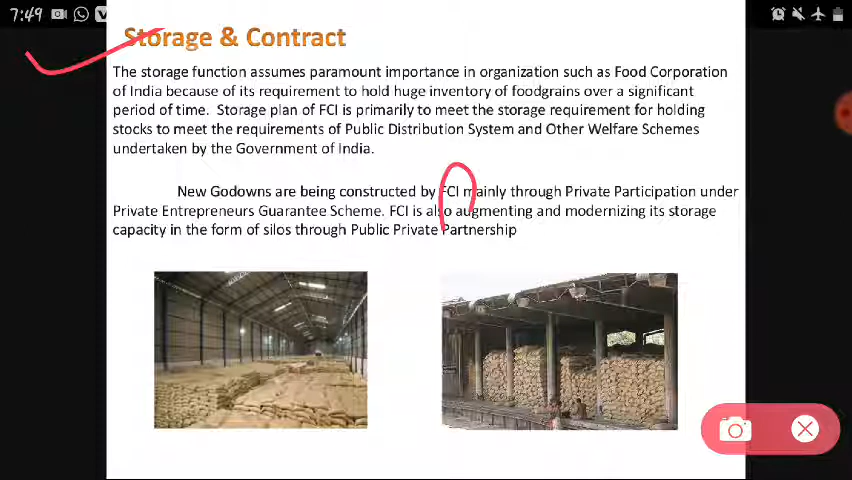 7:49
Storage & Contract
The storage function assumes paramount importance in organization such as Food Corporation
of India because of its requirement to hold huge inventory of foodgrains over a significant
period of time. Storage plan of FCI is primarily to meet the storage requirement for holding
stocks to meet the requirements of Public Distribution System and Other Welfare Schemes
undertaken by the Government of India.
New Godowns are being constructed by FCI mainly through Private Participation under
Private Entrepreneurs Guarantee Scheme. FCI is also augmenting and modernizing its storage
capacity in the form of silos through Public Private Partnership